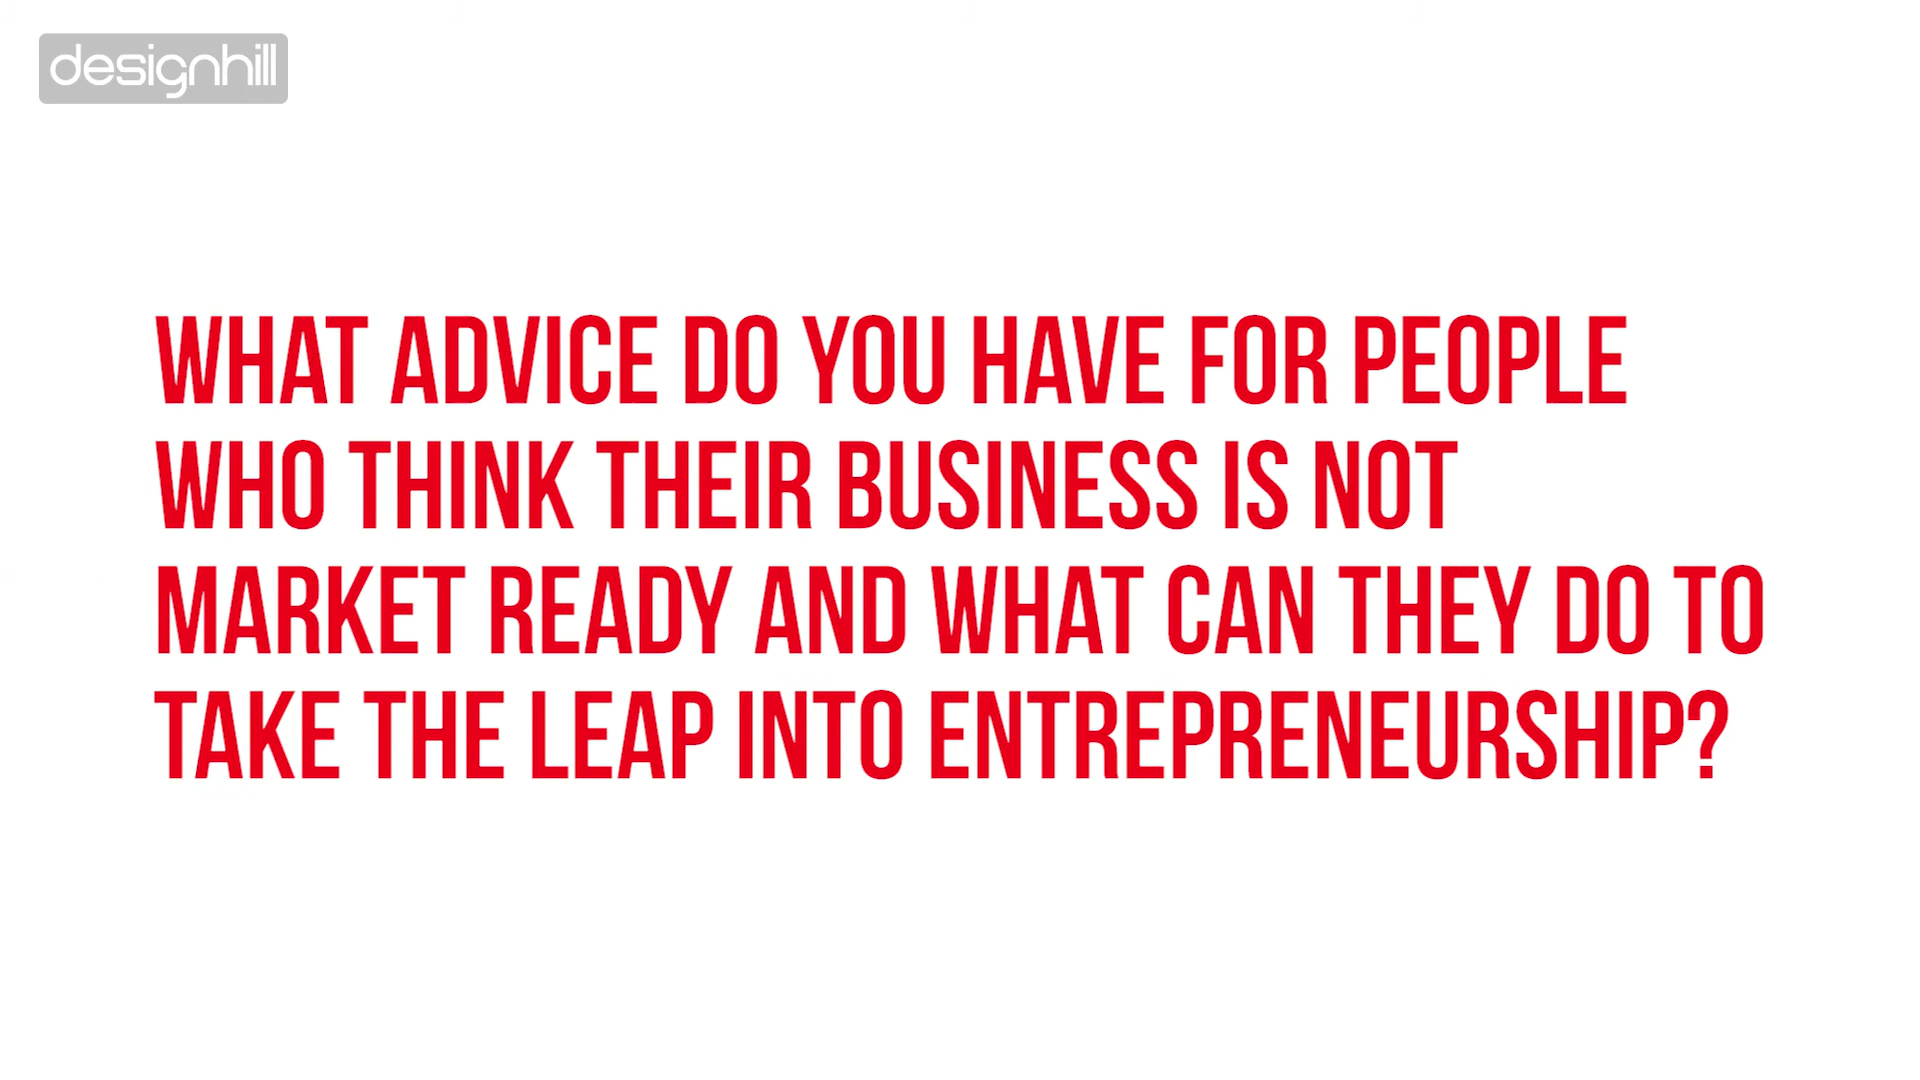 designhill
WHAT ADVICE DO YOU HAVE FOR PEOPLE
WHO THINK THEIR BUSINESS IS NOT
MARKET READY AND WHAT CAN THEY DO TO
TAKE THE LEAP INTO ENTREPRENEURSHIP?